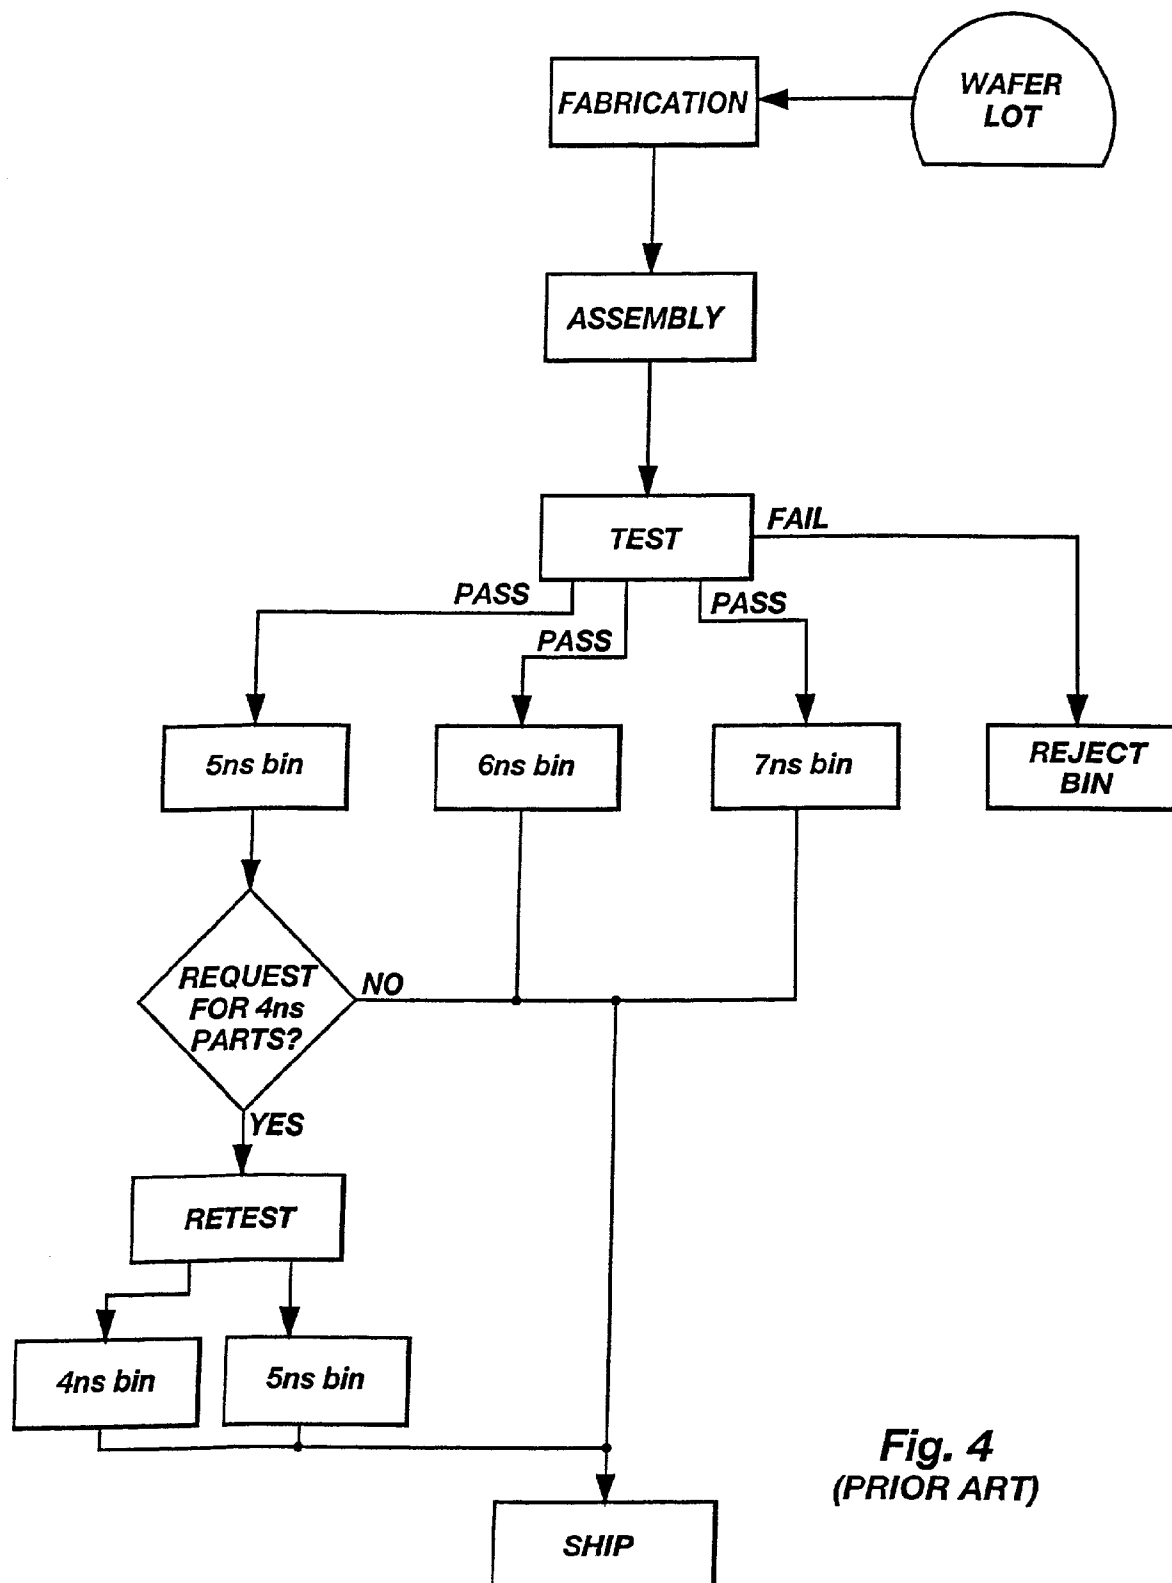 WAFER
LOT
FABRICATION
ASSEMBLY
TEST
FAIL
PASS
PASS
PASS
5ns bin
6ns bin
7ns bin
REJECT
BIN
REQUEST
FOR 4ns
PARTS?
NO
YES
RETEST
4ns bin
5ns bin
Fig. 4
(PRIOR ART)
SHIP